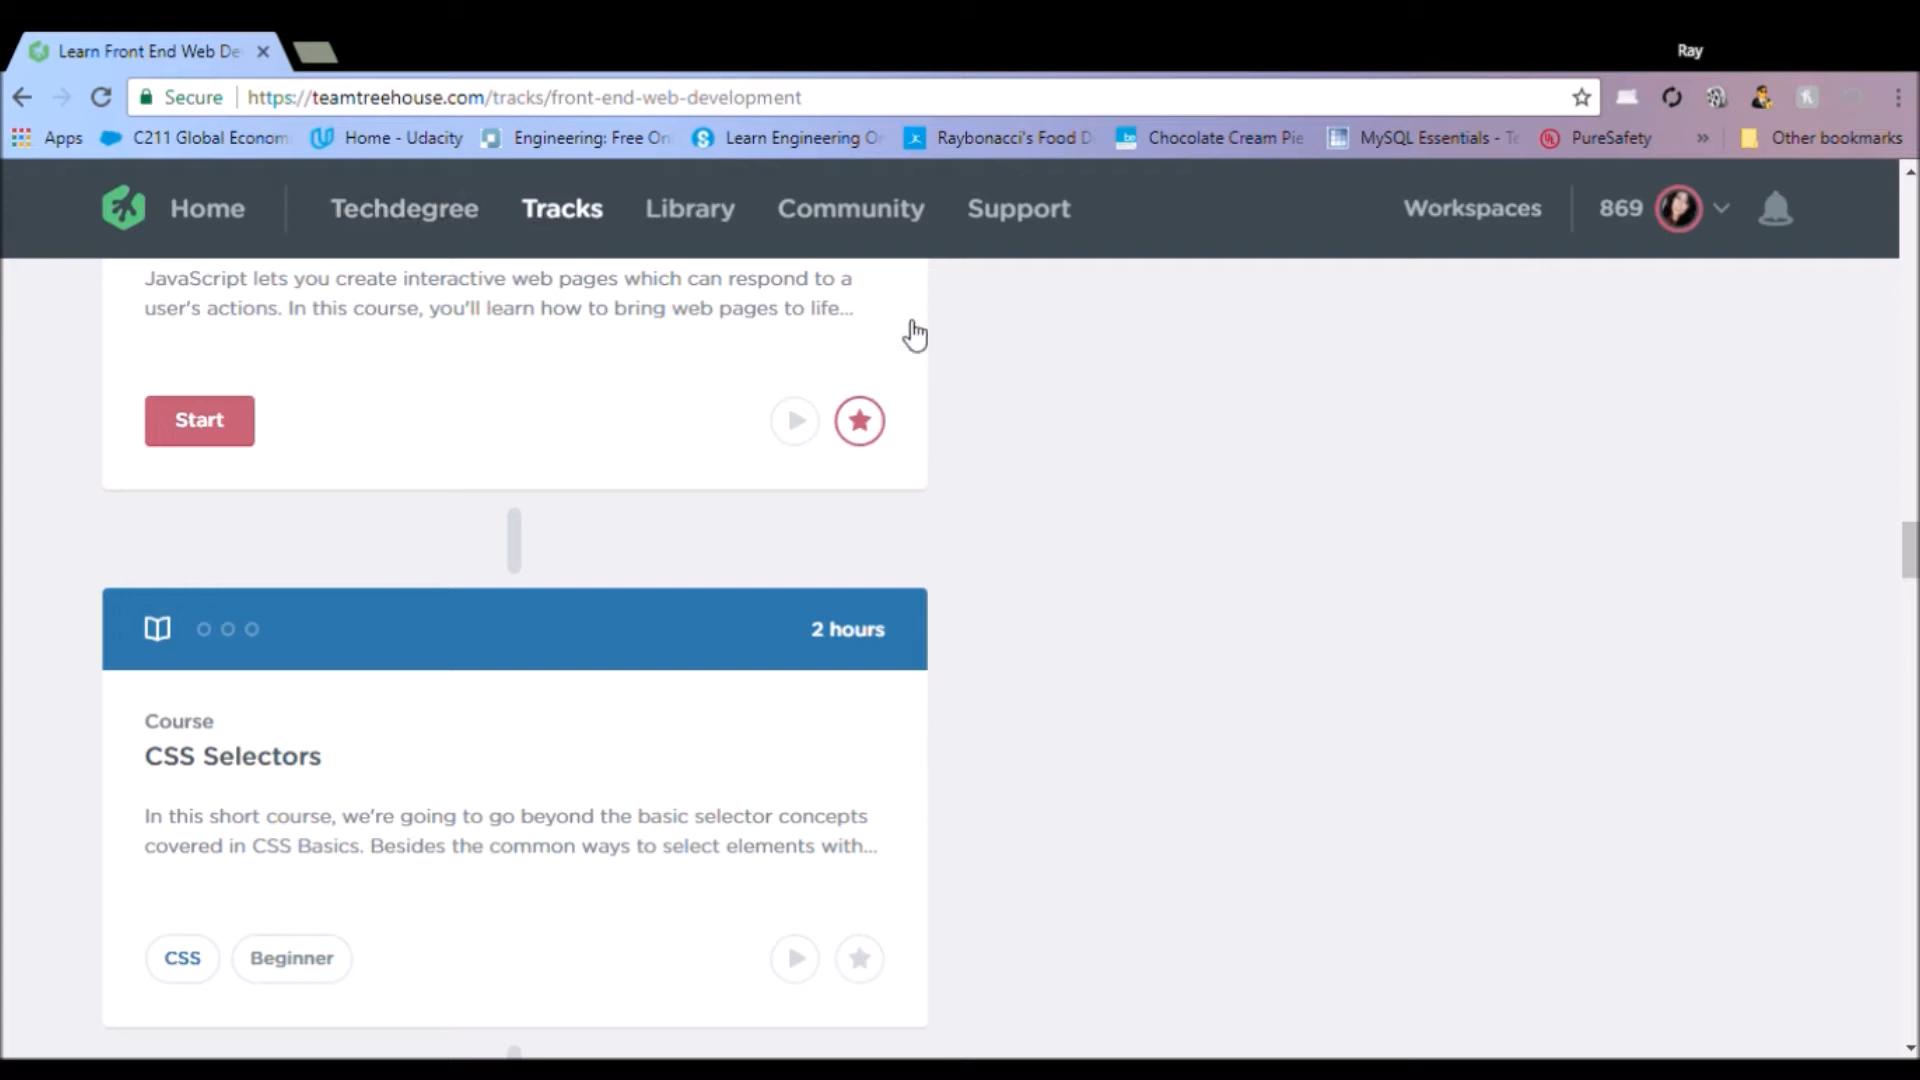 Learn Front End Web De
Ray
Secure https://teamtreehouse.com/tracks/front-end-web-development
Apps C211 Global Econom Home - Udacity Engineering: Free On Learn Engineering O Raybonacci's Food D Chocolate Cream Pie MySQL Essentials - Te PureSafety » Other bookmarks
Home Techdegree Tracks Library Community Support Workspaces 869
JavaScript lets you create interactive web pages which can respond to a
user's actions. In this course, you'll learn how to bring web pages to life...
Start
2 hours
Course
CSS Selectors
In this short course, we're going to go beyond the basic selector concepts
covered in CSS Basics. Besides the common ways to select elements with...
CSS Beginner